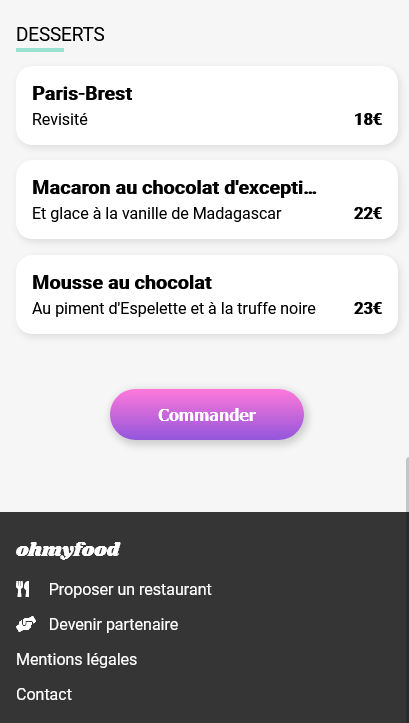 DESSERTS
Paris-Brest
Revisité 18€
Macaron au chocolat d'excepti...
Et glace à la vanille de Madagascar 22€
Mousse au chocolat
Au piment d'Espelette et à la truffe noire 23€
Commander
ohmyfood
Proposer un restaurant
Devenir partenaire
Mentions légales
Contact